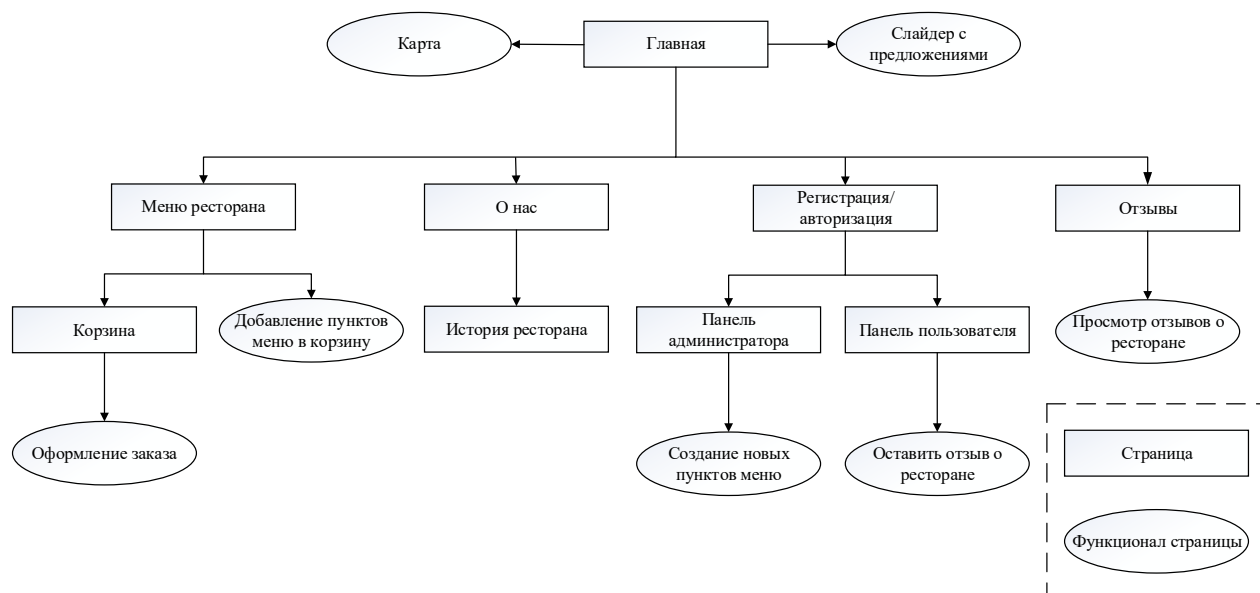 Карта
Главная
Слайдер с
предложениями
Меню ресторана
О нас
Регистрация/
авторизация
Отзывы
Корзина
Добавление пунктов
меню в корзину
История ресторана
Панель
администратора
Панель пользователя
Просмотр отзывов о
ресторане
Оформление заказа
Создание новых
пунктов меню
Оставить отзыв о
ресторане
Страница
Функционал страницы